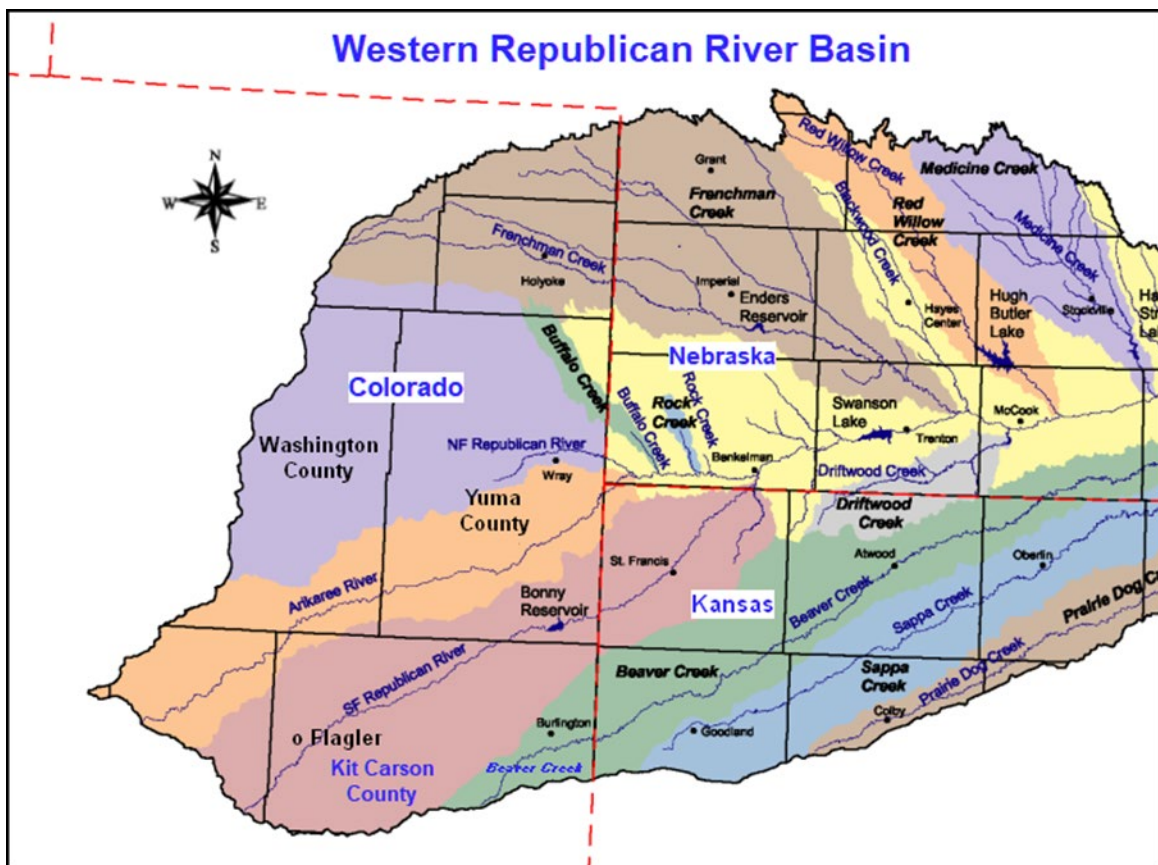 Western Republican River Basin
N
W
E
S
Grant
Frenchman
Creek
Red Willow Creek
Blackwood Creek
Red
Willow
Creek
Medicine Creek
Medicine Creek
Frenchman Creek
Holyoke
Imperial
Enders
Reservoir
Hayes
Center
Hugh
Butler
Lake
Stockville
Buffalo Creek
Nebraska
Colorado
Washington
County
NF Republican River
Wray
Yuma
County
Buffalo Creek
Rock
Creek
Rock Creek
Benkelman
Swanson
Lake
Trenton
McCook
Driftwood Creek
Driftwood
Creek
Arikaree River
Bonny
Reservoir
St. Francis
Kansas
Atwood
Oberlin
Beaver Creek
Sappa Creek
Prairie Dog
Prairie Dog Creek
SF Republican River
Beaver Creek
Sappa
Creek
Colby
Burlington
Goodland
o Flagler
Kit Carson
County
Beaver Creek